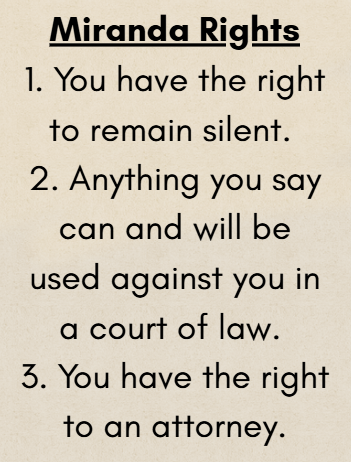 Miranda Rights
1. You have the right
to remain silent.
2. Anything you say
can and will be
used against you in
a court of law.
3. You have the right
to an attorney.